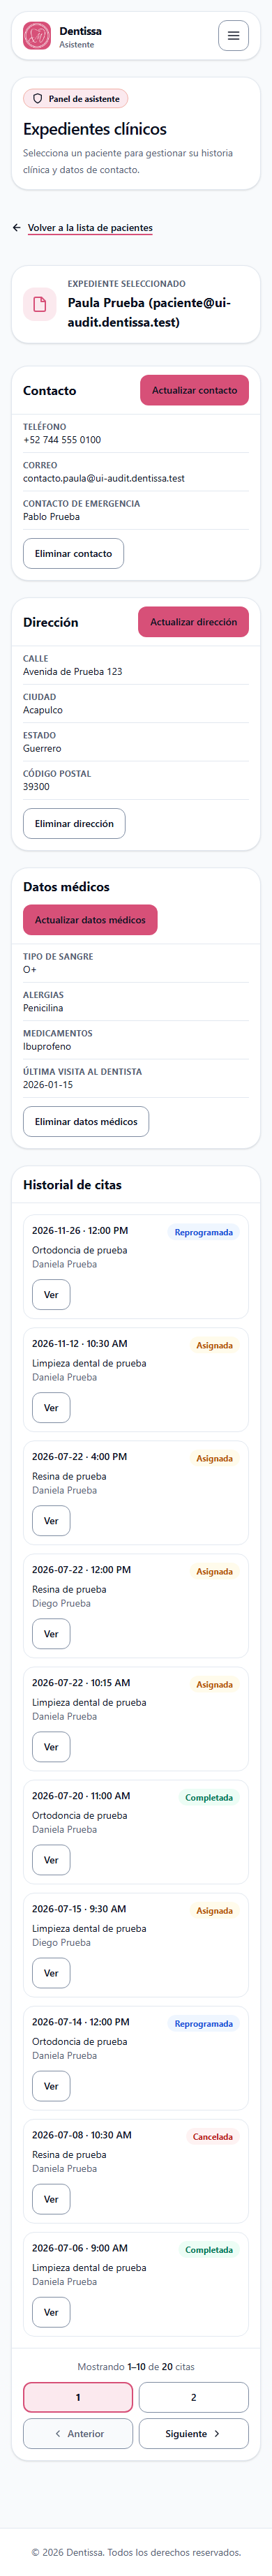 Dentissa
Asistente
Panel de asistente
Expedientes clínicos
Selecciona un paciente para gestionar su historia
clínica y datos de contacto.
Volver a la lista de pacientes
EXPEDIENTE SELECCIONADO
Paula Prueba (paciente@ui-
audit.dentissa.test)
Contacto
Actualizar contacto
TELÉFONO
+52 744 555 0100
CORREO
contacto.paula@ui-audit.dentissa.test
CONTACTO DE EMERGENCIA
Pablo Prueba
Eliminar contacto
Dirección
Actualizar dirección
CALLE
Avenida de Prueba 123
CIUDAD
Acapulco
ESTADO
Guerrero
CÓDIGO POSTAL
39300
Eliminar dirección
Datos médicos
Actualizar datos médicos
TIPO DE SANGRE
O+
ALERGIAS
Penicilina
MEDICAMENTOS
Ibuprofeno
ÚLTIMA VISITA AL DENTISTA
2026-01-15
Eliminar datos médicos
Historial de citas
2026-11-26 · 12:00 PM
Reprogramada
Ortodoncia de prueba
Daniela Prueba
Ver
2026-11-12 · 10:30 AM
Asignada
Limpieza dental de prueba
Daniela Prueba
Ver
2026-07-22 · 4:00 PM
Asignada
Resina de prueba
Daniela Prueba
Ver
2026-07-22 · 12:00 PM
Asignada
Resina de prueba
Diego Prueba
Ver
2026-07-22 · 10:15 AM
Asignada
Limpieza dental de prueba
Daniela Prueba
Ver
2026-07-20 · 11:00 AM
Completada
Ortodoncia de prueba
Daniela Prueba
Ver
2026-07-15 · 9:30 AM
Asignada
Limpieza dental de prueba
Diego Prueba
Ver
2026-07-14 · 12:00 PM
Reprogramada
Ortodoncia de prueba
Daniela Prueba
Ver
2026-07-08 · 10:30 AM
Cancelada
Resina de prueba
Daniela Prueba
Ver
2026-07-06 · 9:00 AM
Completada
Limpieza dental de prueba
Daniela Prueba
Ver
Mostrando 1–10 de 20 citas
1
2
Anterior
Siguiente
© 2026 Dentissa. Todos los derechos reservados.